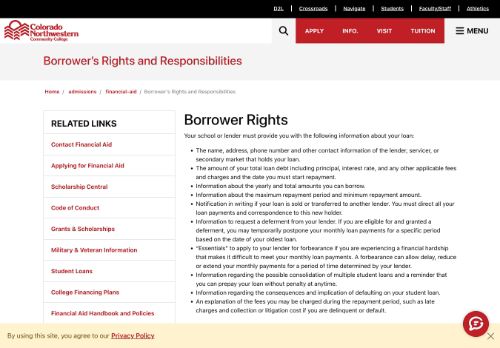 D2L | Crossroads | Navigate | Students | Faculty/Staff | Athletics
Colorado
Northwestern
Community College
APPLY INFO. VISIT TUITION MENU
Borrower's Rights and Responsibilities
Home / admissions / financial-aid / Borrower's Rights and Responsibilities
RELATED LINKS
Contact Financial Aid
Applying for Financial Aid
Scholarship Central
Code of Conduct
Grants & Scholarships
Military & Veteran Information
Student Loans
College Financing Plans
Financial Aid Handbook and Policies
Borrower Rights
Your school or lender must provide you with the following information about your loan:
• The name, address, phone number and other contact information of the lender, servicer, or
secondary market that holds your loan.
• The amount of your total loan debt including principal, interest rate, and any other applicable fees
and charges and the date you must start repayment.
• Information about the yearly and total amounts you can borrow.
• Information about the maximum repayment period and minimum repayment amount.
• Notification in writing if your loan is sold or transferred to another lender. You must direct all your
loan payments and correspondence to this new holder.
• Information to request a deferment from your lender. If you are eligible for and granted a
deferment, you may temporarily postpone your monthly loan payments for a specific period
based on the date of your oldest loan.
• "Essentials" to apply to your lender for forbearance if you are experiencing a financial hardship
that makes it difficult to meet your monthly loan payments. A forbearance can allow delay, reduce
or extend your monthly payments for a period of time determined by your lender.
• Information regarding the possible consolidation of multiple student loans and a reminder that
you can prepay your loan without penalty at anytime.
• Information regarding the consequences and implication of defaulting on your student loan.
• An explanation of the fees you may be charged during the repayment period, such as late
charges and collection or litigation cost if you are delinquent or default.
By using this site, you agree to our Privacy Policy